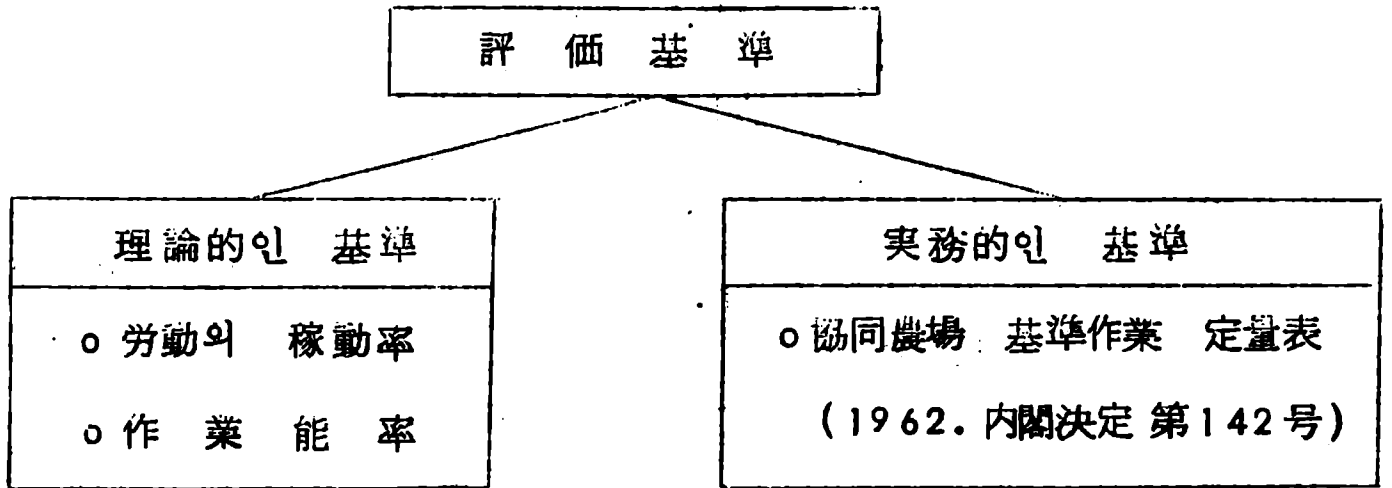 評 価 基 準
理論的인 基準
o 労動의 稼動率
o 作 業 能 率
実務的인 基準
o 協同農場 基準作業 定量表
(1962. 内閣決定 第142号)